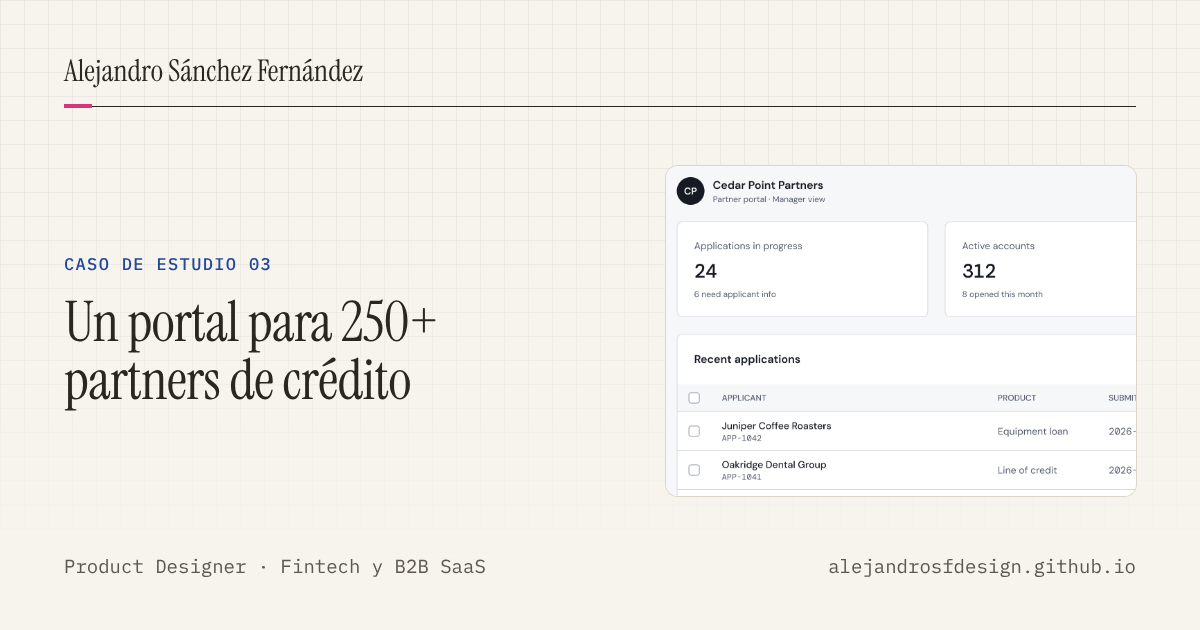 Alejandro Sánchez Fernández
CASO DE ESTUDIO 03
Un portal para 250+
partners de crédito
CP
Cedar Point Partners
Partner portal · Manager view
Applications in progress
24
6 need applicant info
Active accounts
312
8 opened this month
Recent applications
APPLICANT PRODUCT SUBMIT
Juniper Coffee Roasters Equipment loan 2026-
APP-1042
Oakridge Dental Group Line of credit 2026-
APP-1041
Product Designer · Fintech y B2B SaaS
alejandrosfdesign.github.io